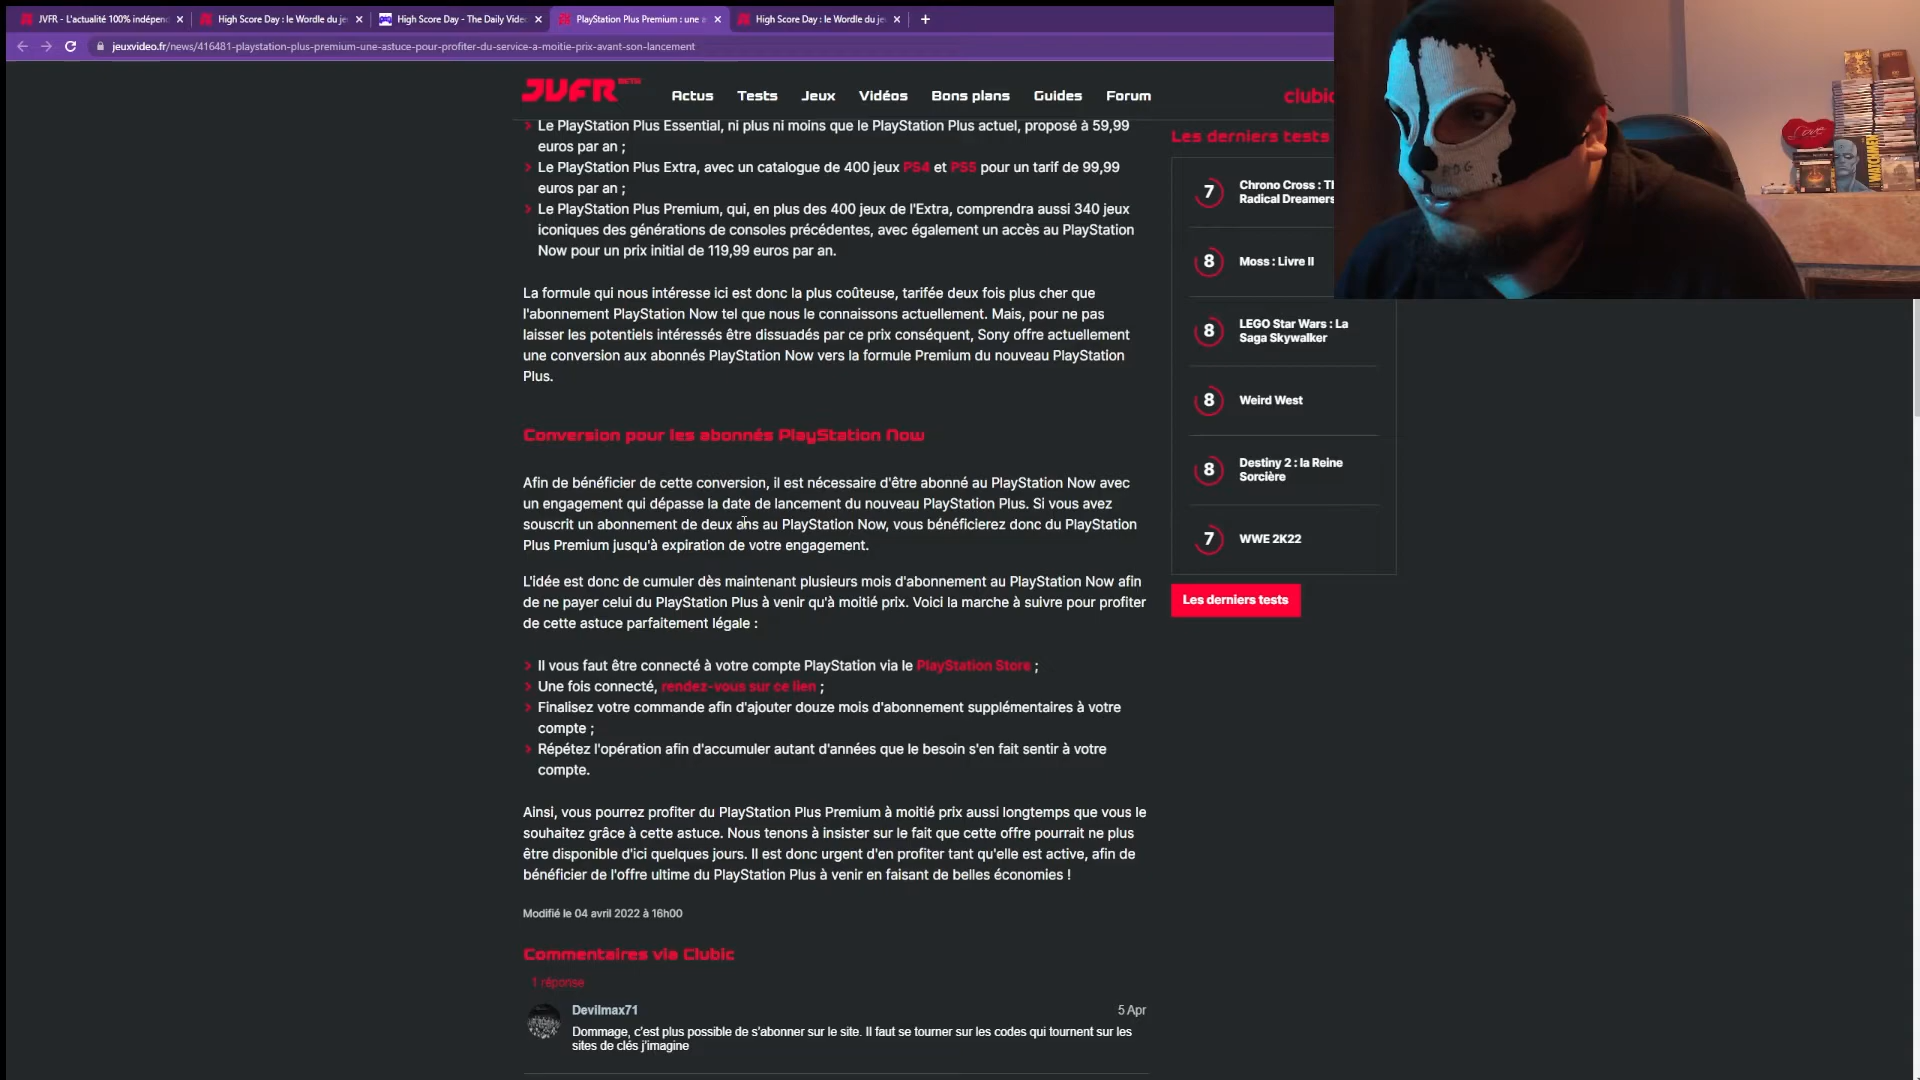 JVFR - L'actualité 100% indépen
High Score Day : le Wordle du je
High Score Day - The Daily Vide
PlayStation Plus Premium : une a
High Score Day : le Wordle du je
jeuxvideo.fr/news/416481-playstation-plus-premium-une-astuce-pour-profiter-du-service-a-moitie-prix-avant-son-lancement
JVFR BETA
Actus Tests Jeux Vidéos Bons plans Guides Forum
clubic
Le PlayStation Plus Essential, ni plus ni moins que le PlayStation Plus actuel, proposé à 59,99
euros par an ;
Le PlayStation Plus Extra, avec un catalogue de 400 jeux PS4 et PS5 pour un tarif de 99,99
euros par an ;
Le PlayStation Plus Premium, qui, en plus des 400 jeux de l'Extra, comprendra aussi 340 jeux
iconiques des générations de consoles précédentes, avec également un accès au PlayStation
Now pour un prix initial de 119,99 euros par an.
La formule qui nous intéresse ici est donc la plus coûteuse, tarifée deux fois plus cher que
l'abonnement PlayStation Now tel que nous le connaissons actuellement. Mais, pour ne pas
laisser les potentiels intéressés être dissuadés par ce prix conséquent, Sony offre actuellement
une conversion aux abonnés PlayStation Now vers la formule Premium du nouveau PlayStation
Plus.
Conversion pour les abonnés PlayStation Now
Afin de bénéficier de cette conversion, il est nécessaire d'être abonné au PlayStation Now avec
un engagement qui dépasse la date de lancement du nouveau PlayStation Plus. Si vous avez
souscrit un abonnement de deux ans au PlayStation Now, vous bénéficierez donc du PlayStation
Plus Premium jusqu'à expiration de votre engagement.
L'idée est donc de cumuler dès maintenant plusieurs mois d'abonnement au PlayStation Now afin
de ne payer celui du PlayStation Plus à venir qu'à moitié prix. Voici la marche à suivre pour profiter
de cette astuce parfaitement légale :
Il vous faut être connecté à votre compte PlayStation via le PlayStation Store ;
Une fois connecté, rendez-vous sur ce lien ;
Finalisez votre commande afin d'ajouter douze mois d'abonnement supplémentaires à votre
compte ;
Répétez l'opération afin d'accumuler autant d'années que le besoin s'en fait sentir à votre
compte.
Ainsi, vous pourrez profiter du PlayStation Plus Premium à moitié prix aussi longtemps que vous le
souhaitez grâce à cette astuce. Nous tenons à insister sur le fait que cette offre pourrait ne plus
être disponible d'ici quelques jours. Il est donc urgent d'en profiter tant qu'elle est active, afin de
bénéficier de l'offre ultime du PlayStation Plus à venir en faisant de belles économies !
Modifié le 04 avril 2022 à 16h00
Commentaires via Clubic
1 réponse
Devilmax71 5 Apr
Dommage, c'est plus possible de s'abonner sur le site. Il faut se tourner sur les codes qui tournent sur les
sites de clés j'imagine
Les derniers tests
7 Chrono Cross : Th
Radical Dreamers
8 Moss : Livre II
8 LEGO Star Wars : La
Saga Skywalker
8 Weird West
8 Destiny 2 : la Reine
Sorcière
7 WWE 2K22
Les derniers tests
Love
WATCHMEN